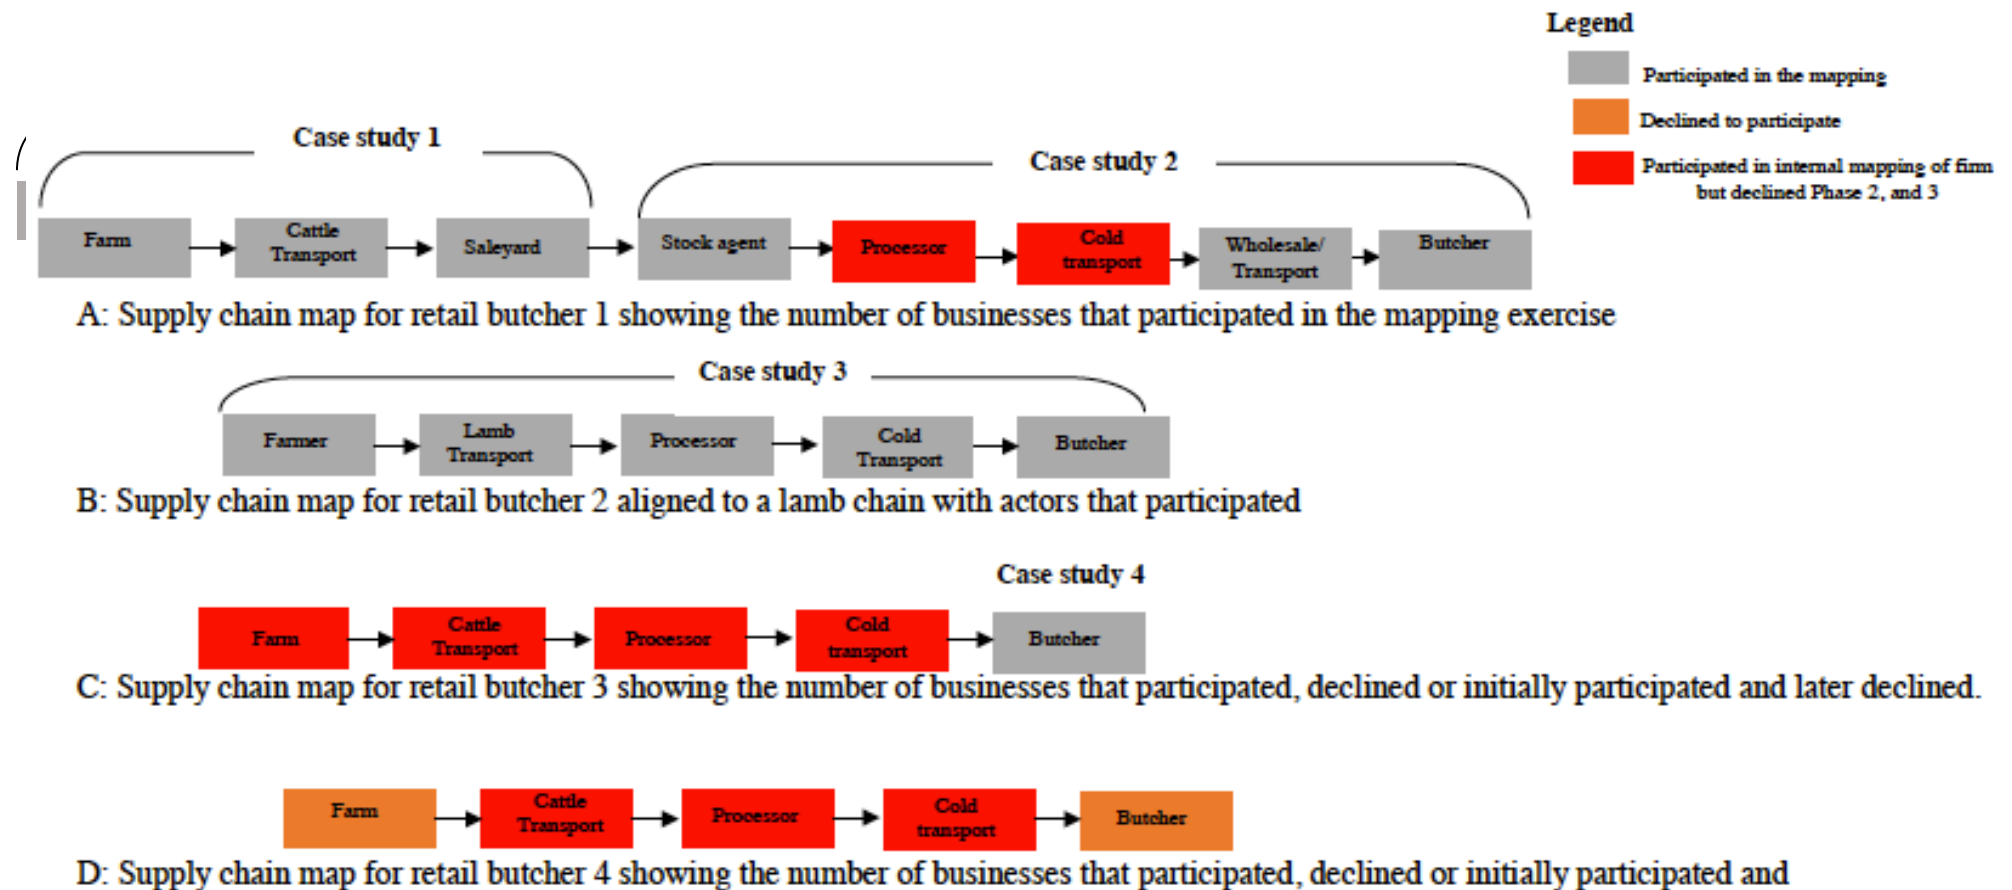 Legend
Participated in the mapping
Declined to participate
Participated in internal mapping of firm
but declined Phase 2, and 3
Case study 1
Case study 2
Farm
Cattle
Transport
Saleyard
Stock agent
Processor
Cold
transport
Wholesale/
Transport
Butcher
A: Supply chain map for retail butcher 1 showing the number of businesses that participated in the mapping exercise
Case study 3
Farmer
Lamb
Transport
Processor
Cold
Transport
Butcher
B: Supply chain map for retail butcher 2 aligned to a lamb chain with actors that participated
Case study 4
Farm
Cattle
Transport
Processor
Cold
transport
Butcher
C: Supply chain map for retail butcher 3 showing the number of businesses that participated, declined or initially participated and later declined.
Farm
Cattle
Transport
Processor
Cold
transport
Butcher
D: Supply chain map for retail butcher 4 showing the number of businesses that participated, declined or initially participated and